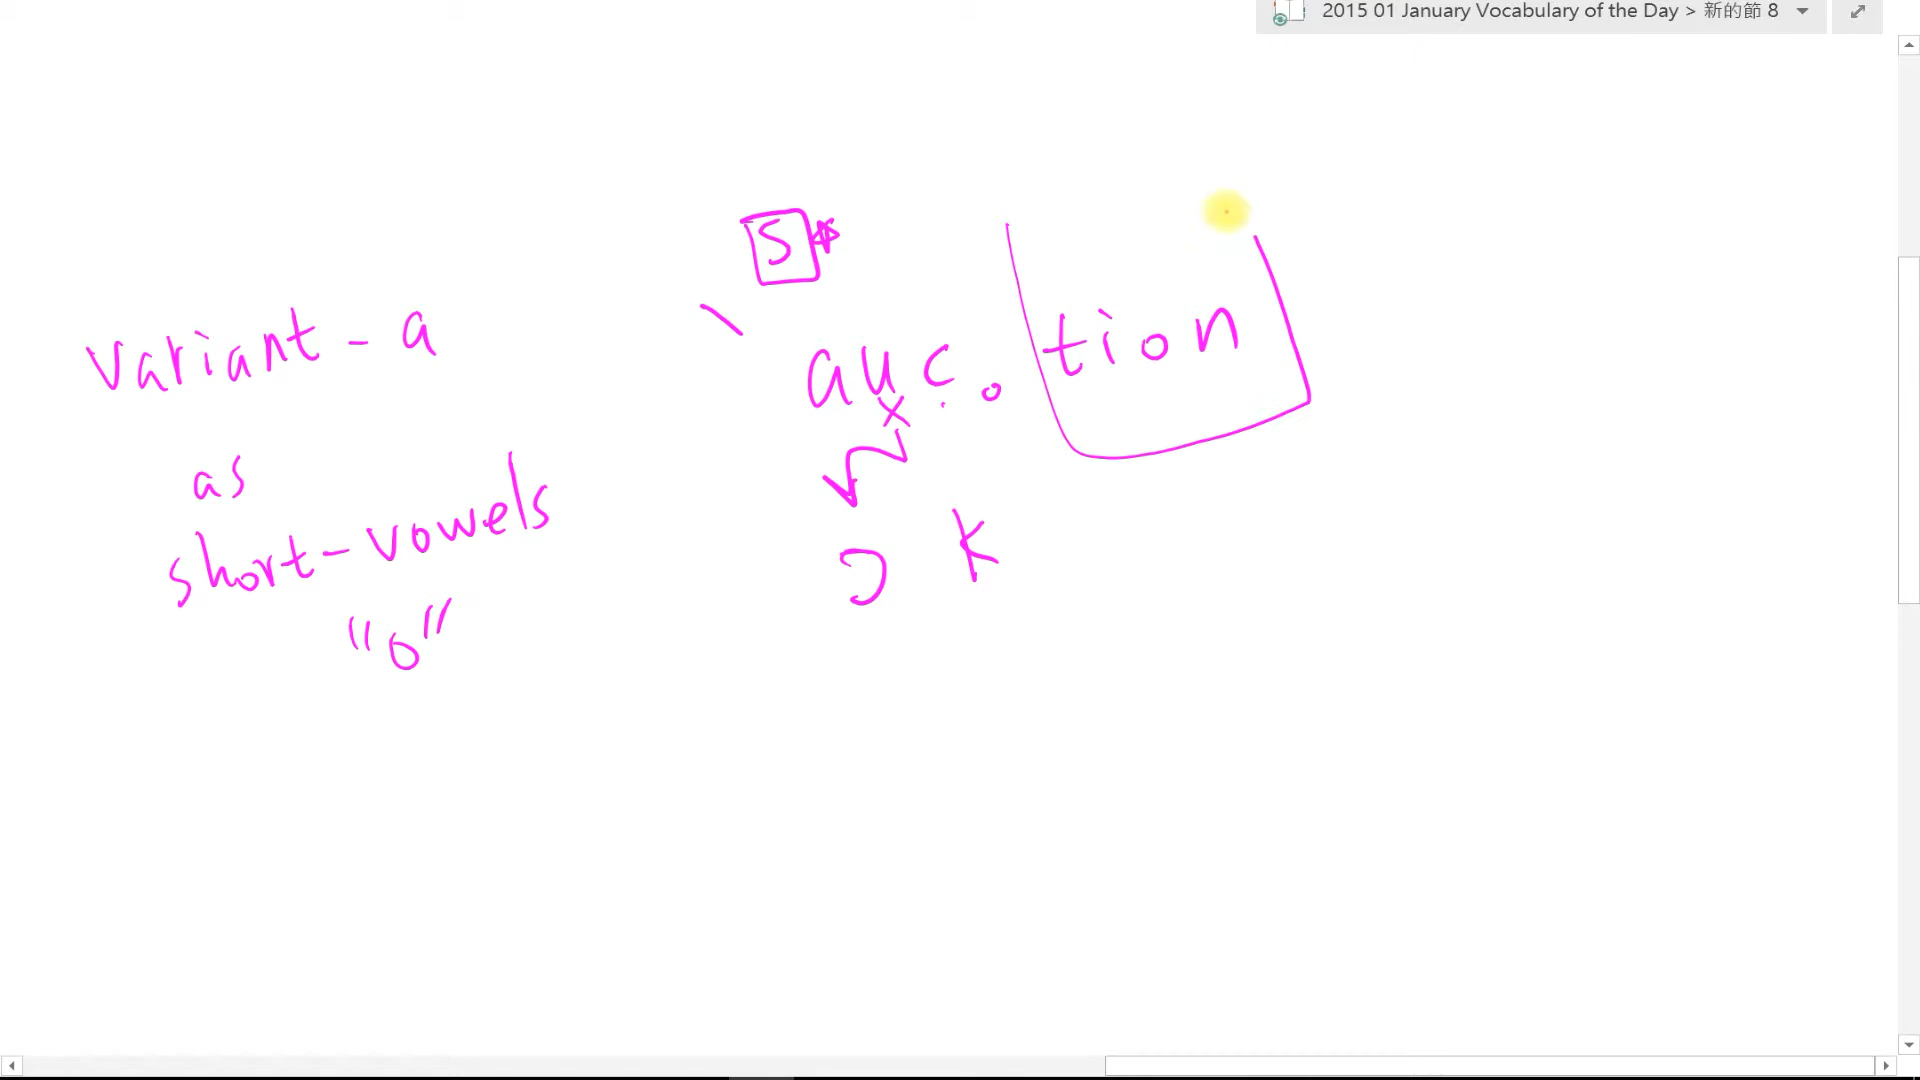 2015 01 January Vocabulary of the Day > 新的節 8
S*
variant - a
auc. tion
as
short-vowels
ɔ k
"o"